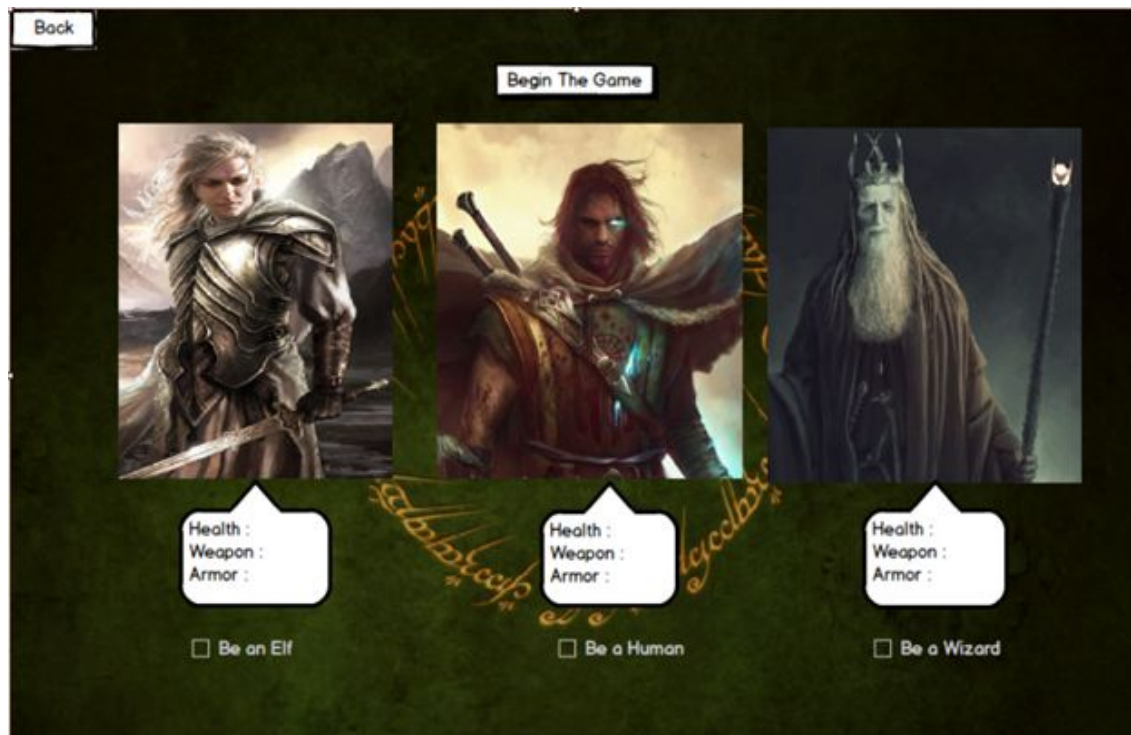 Back
Begin The Game
Health :
Weapon :
Armor :
Health :
Weapon :
Armor :
Health :
Weapon :
Armor :
Be an Elf
Be a Human
Be a Wizard